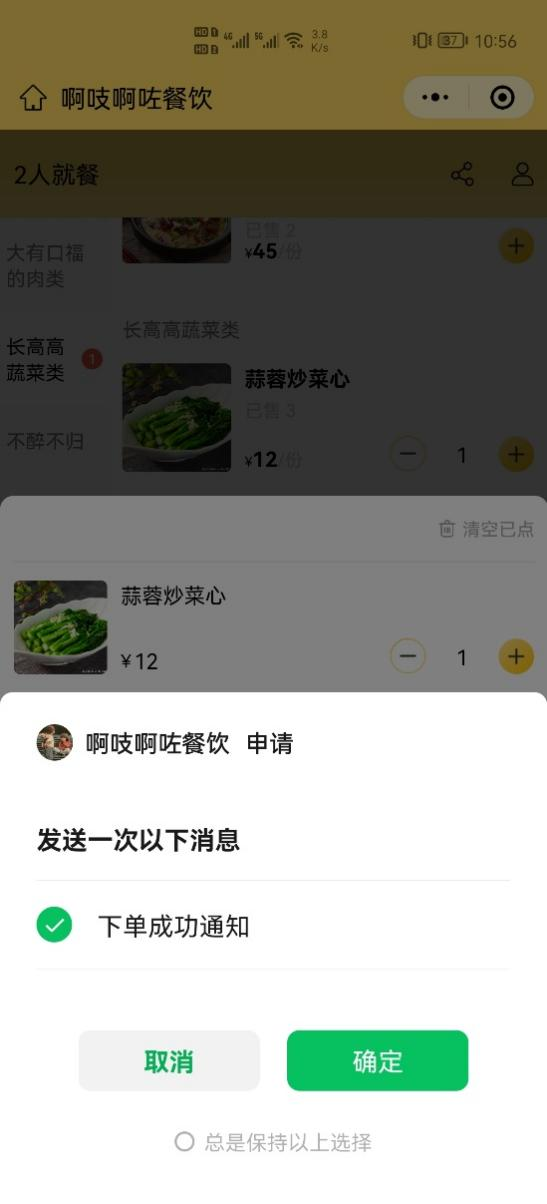 HD 1 4G 5G 3.8
HD 2 K/s
37 10:56
啊吱啊咗餐饮
2人就餐
已售 2
¥45/份
大有口福
的肉类
长高高
蔬菜类
1
不醉不归
长高高蔬菜类
蒜蓉炒菜心
已售 3
¥12/份
1
清空已点
蒜蓉炒菜心
¥12
1
啊吱啊咗餐饮 申请
发送一次以下消息
下单成功通知
取消
确定
总是保持以上选择